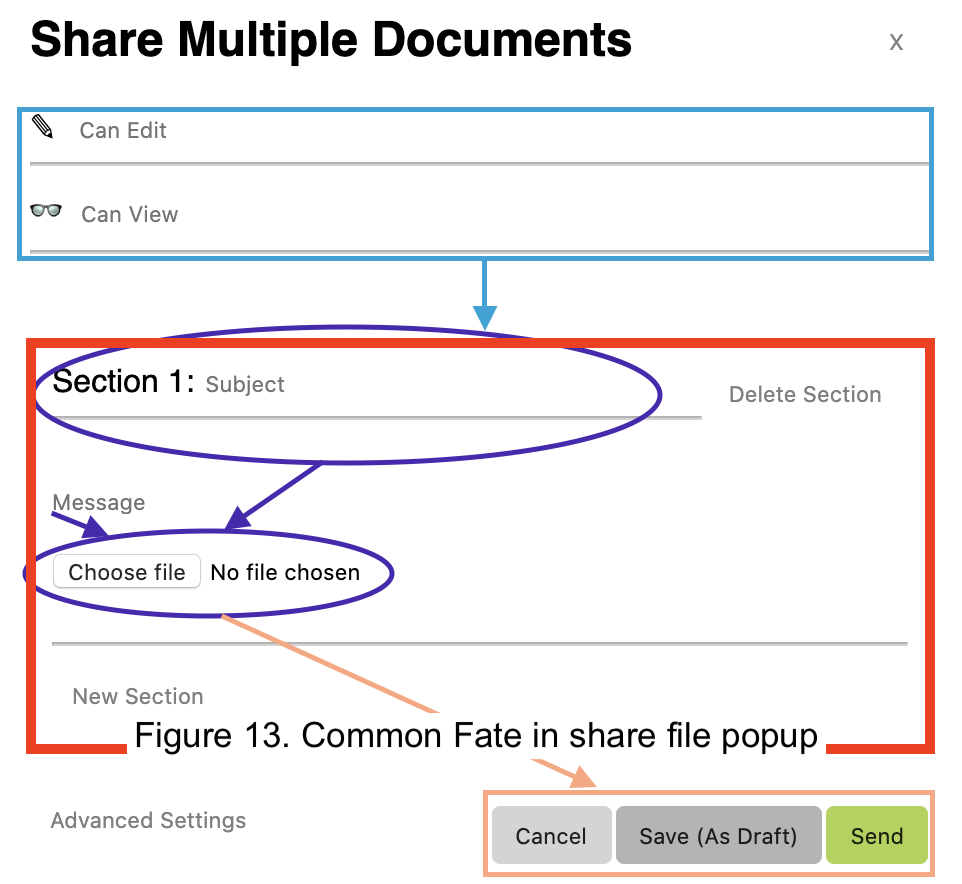 Share Multiple Documents
x
Can Edit
Can View
Section 1: Subject
Delete Section
Message
Choose file No file chosen
New Section
Figure 13. Common Fate in share file popup
Advanced Settings
Cancel Save (As Draft) Send